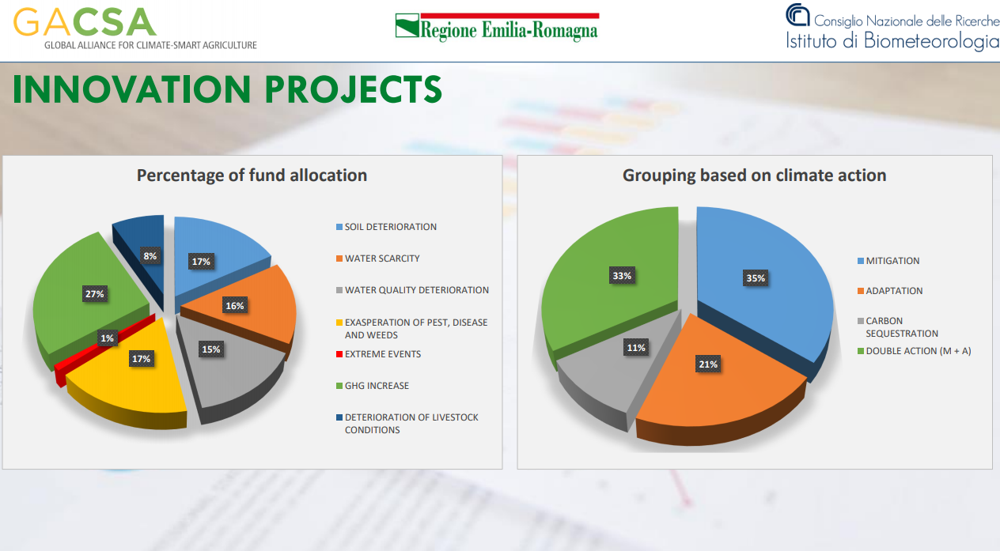 GACSA
GLOBAL ALLIANCE FOR CLIMATE-SMART AGRICULTURE
Regione Emilia-Romagna
Consiglio Nazionale delle Ricerche
Istituto di Biometeorologia
INNOVATION PROJECTS
Percentage of fund allocation
8%
17%
27%
16%
1%
17%
15%
SOIL DETERIORATION
WATER SCARCITY
WATER QUALITY DETERIORATION
EXASPERATION OF PEST, DISEASE
AND WEEDS
EXTREME EVENTS
GHG INCREASE
DETERIORATION OF LIVESTOCK
CONDITIONS
Grouping based on climate action
33%
35%
11%
21%
MITIGATION
ADAPTATION
CARBON
SEQUESTRATION
DOUBLE ACTION (M + A)